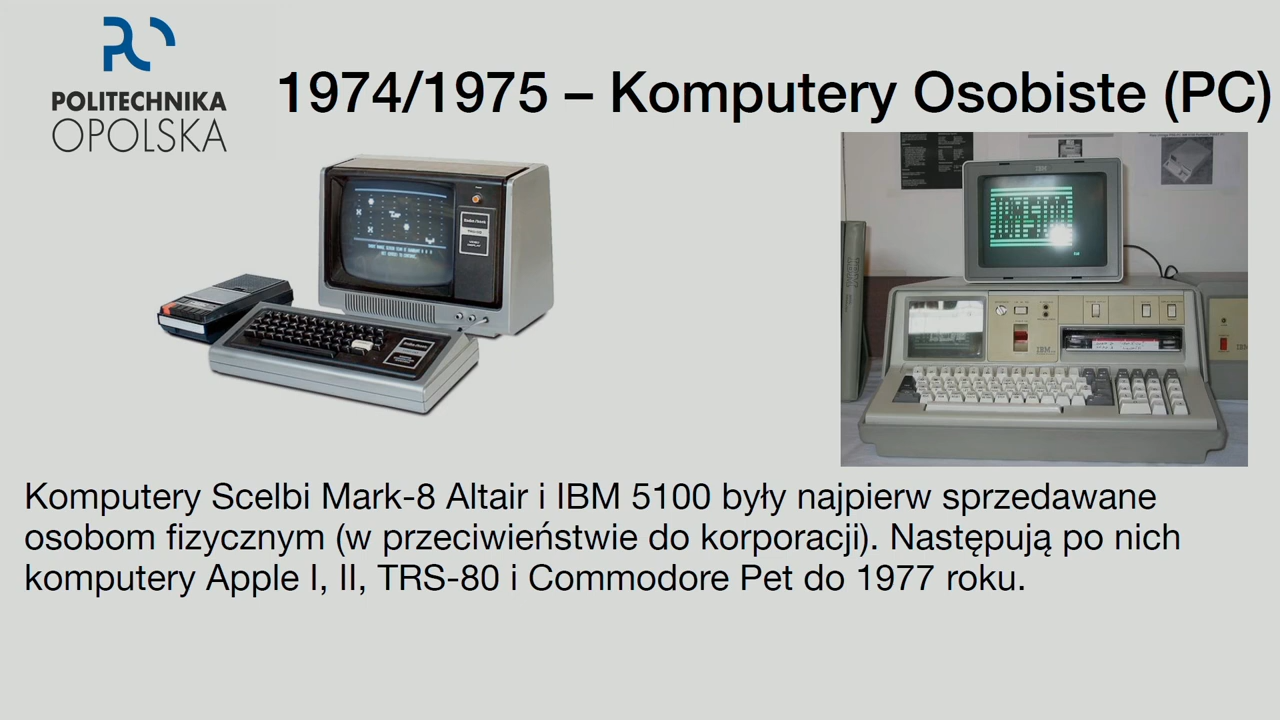 POLITECHNIKA
OPOLSKA
1974/1975 – Komputery Osobiste (PC)
IBM
IBM
Komputery Scelbi Mark-8 Altair i IBM 5100 były najpierw sprzedawane
osobom fizycznym (w przeciwieństwie do korporacji). Następują po nich
komputery Apple I, II, TRS-80 i Commodore Pet do 1977 roku.